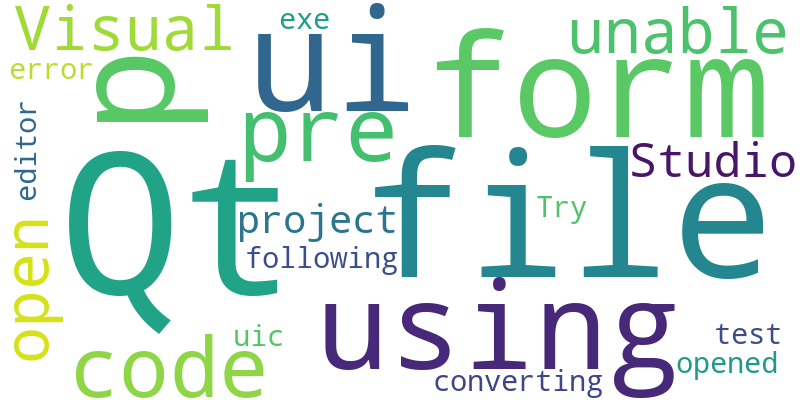 Visual
exe
ui
unable
error
form
p
pre
editor
Studio
Qt
file
Try
project
following
open
using
uic
test
code
opened
converting